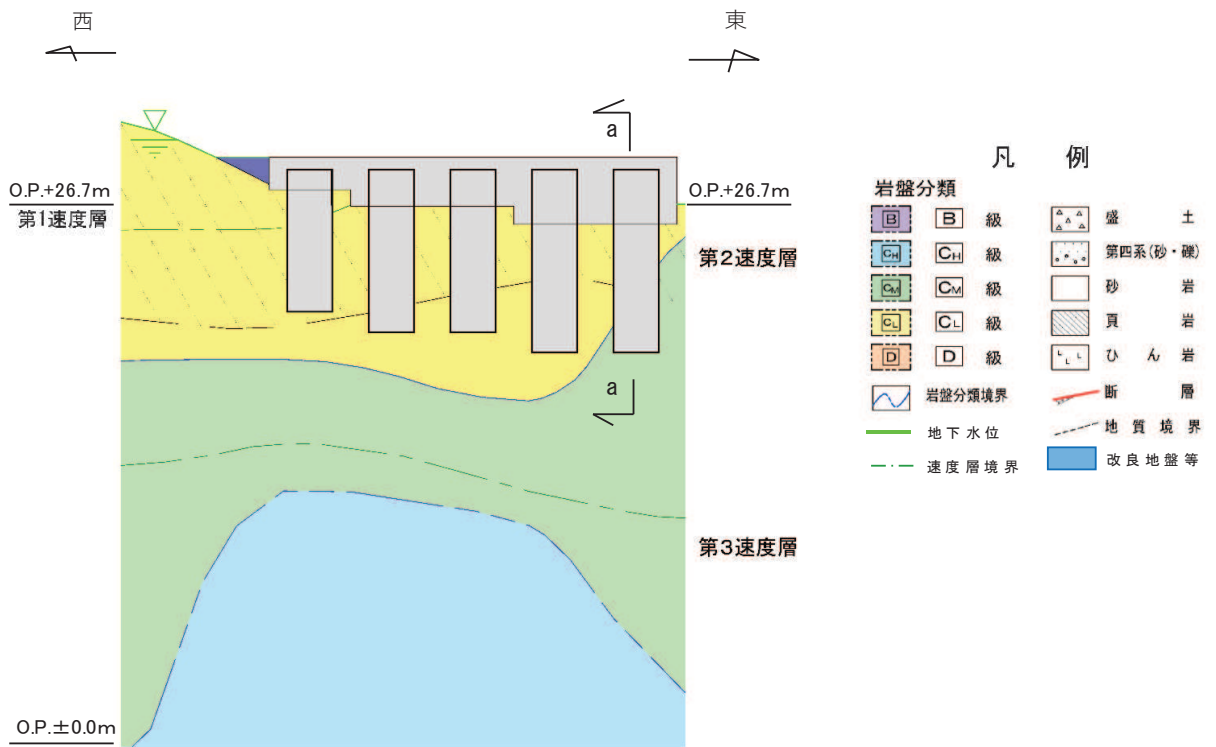 西
東
a
O.P.+26.7m
第1速度層
O.P.+26.7m
第2速度層
a
第3速度層
O.P.±0.0m
凡 例
岩盤分類
B B 級
CH CH 級
CM CM 級
CL CL 級
D D 級
岩盤分類境界
地下水位
速度層境界
盛 土
第四系(砂・礫)
砂 岩
頁 岩
ひ ん 岩
断 層
地 質 境 界
改良地盤等